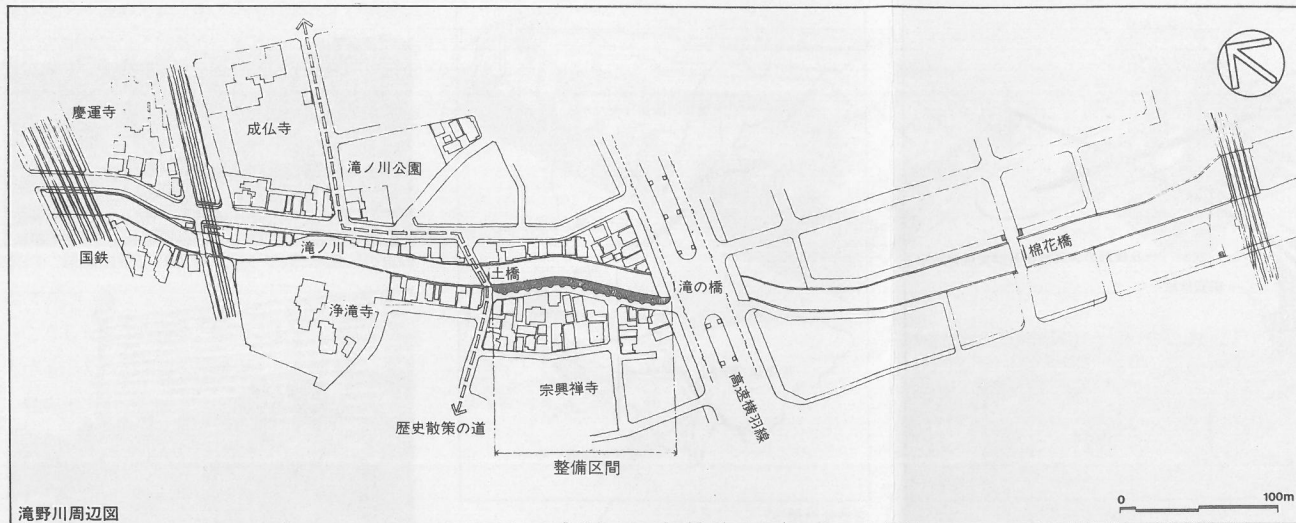 慶運寺
成仏寺
滝ノ川公園
国鉄
滝ノ川
土橋
滝の橋
棉花橋
浄滝寺
宗興禅寺
高速横羽線
歴史散策の道
整備区間
滝野川周辺図
0 100m